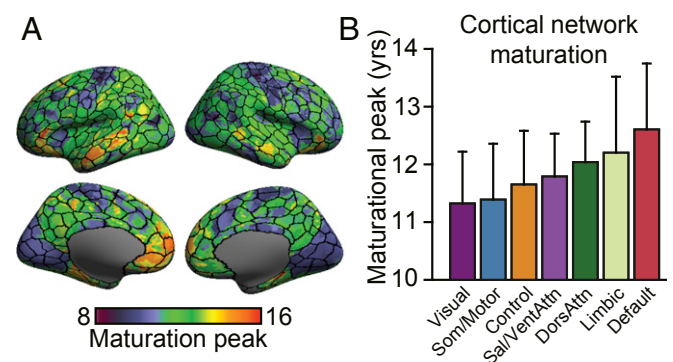 A
8 16
Maturation peak
B
Cortical network
maturation
Maturational peak (yrs)
14
13
12
11
10
Visual
Som/Motor
Control
Sal/VentAttn
DorsAttn
Limbic
Default